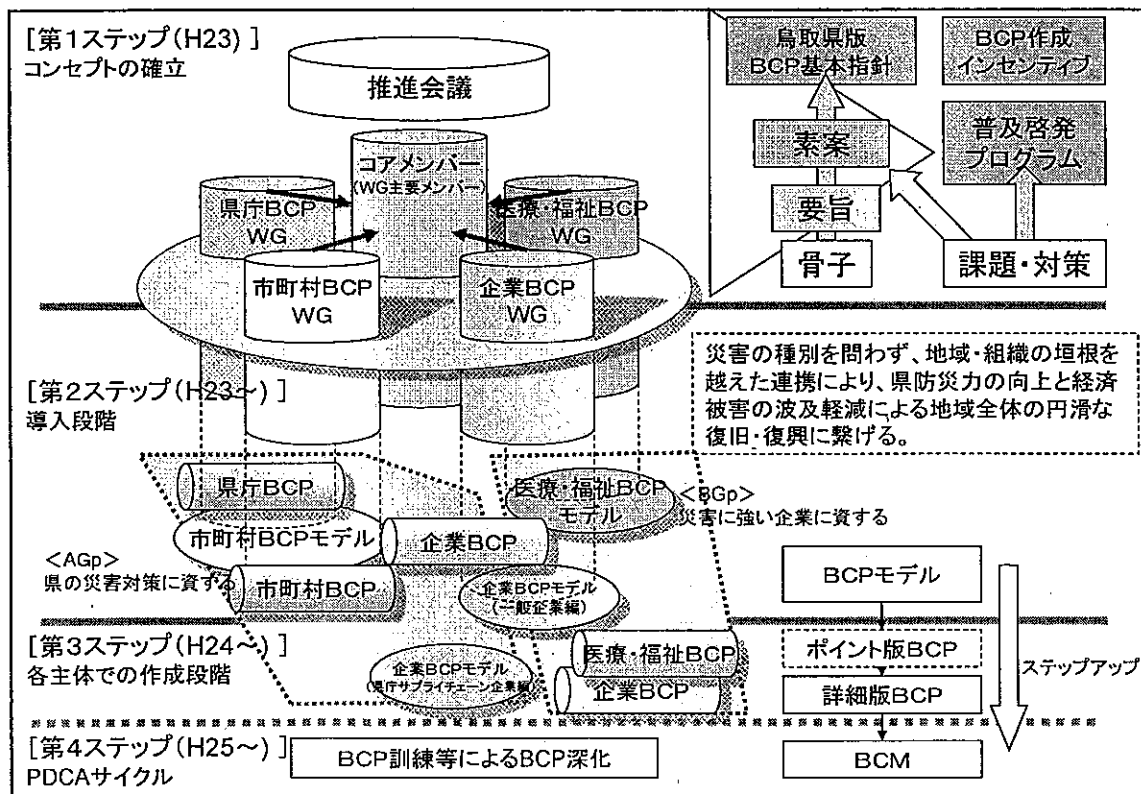 [第1ステップ(H23)]
コンセプトの確立
推進会議
コアメンバー
(WG主要メンバー)
県庁BCP
WG
医療・福祉BCP
WG
市町村BCP
WG
企業BCP
WG
鳥取県版
BCP基本指針
BCP作成
インセンティブ
素案
普及啓発
プログラム
要旨
骨子
課題・対策
[第2ステップ(H23~)]
導入段階
災害の種別を問わず、地域・組織の垣根を
越えた連携により、県防災力の向上と経済
被害の波及軽減による地域全体の円滑な
復旧・復興に繋げる。
県庁BCP
医療・福祉BCP
モデル
<BGp>
災害に強い企業に資する
市町村BCPモデル
企業BCP
<AGp>
県の災害対策に資する
市町村BCP
企業BCPモデル
(一般企業編)
BCPモデル
[第3ステップ(H24~)]
各主体での作成段階
企業BCPモデル
(県庁サプライチェーン企業編)
医療・福祉BCP
企業BCP
ポイント版BCP
ステップアップ
詳細版BCP
[第4ステップ(H25~)]
PDCAサイクル
BCP訓練等によるBCP深化
BCM